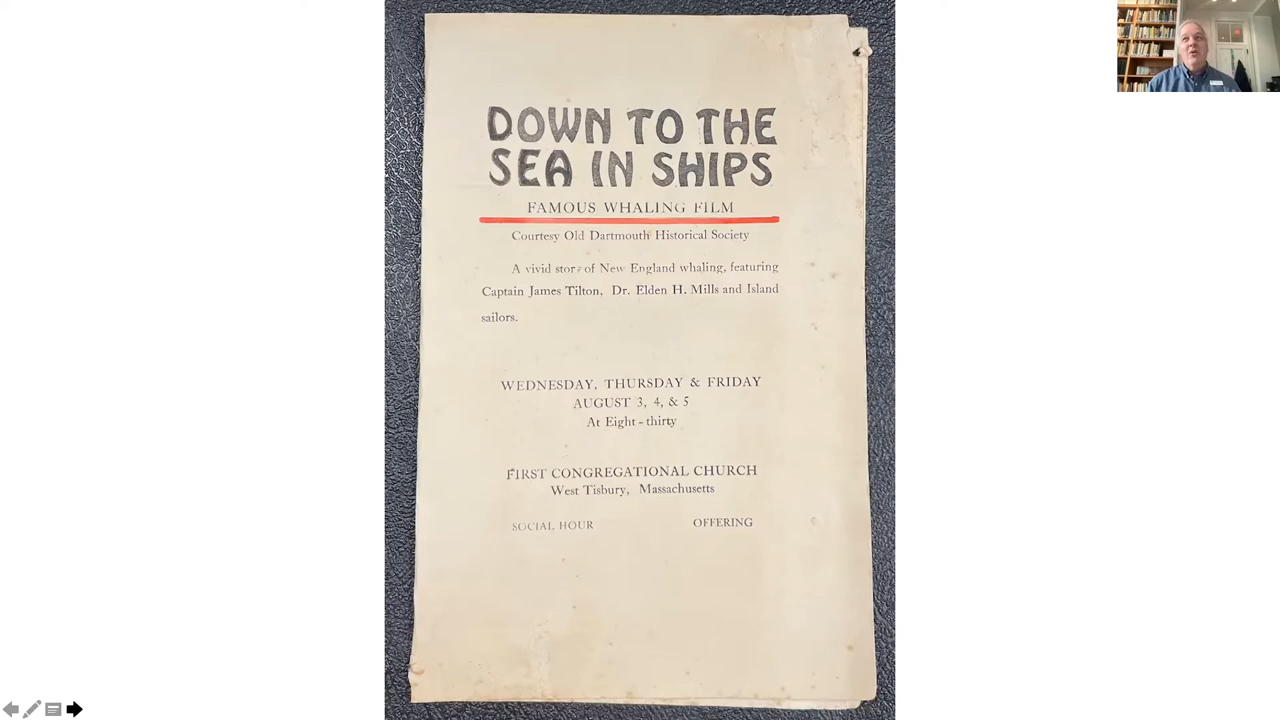 DOWN TO THE
SEA IN SHIPS
FAMOUS WHALING FILM
Courtesy Old Dartmouth Historical Society
A vivid story of New England whaling, featuring
Captain James Tilton, Dr. Elden H. Mills and Island
sailors.
WEDNESDAY, THURSDAY & FRIDAY
AUGUST 3, 4, & 5
At Eight - thirty
FIRST CONGREGATIONAL CHURCH
West Tisbury, Massachusetts
SOCIAL HOUR OFFERING